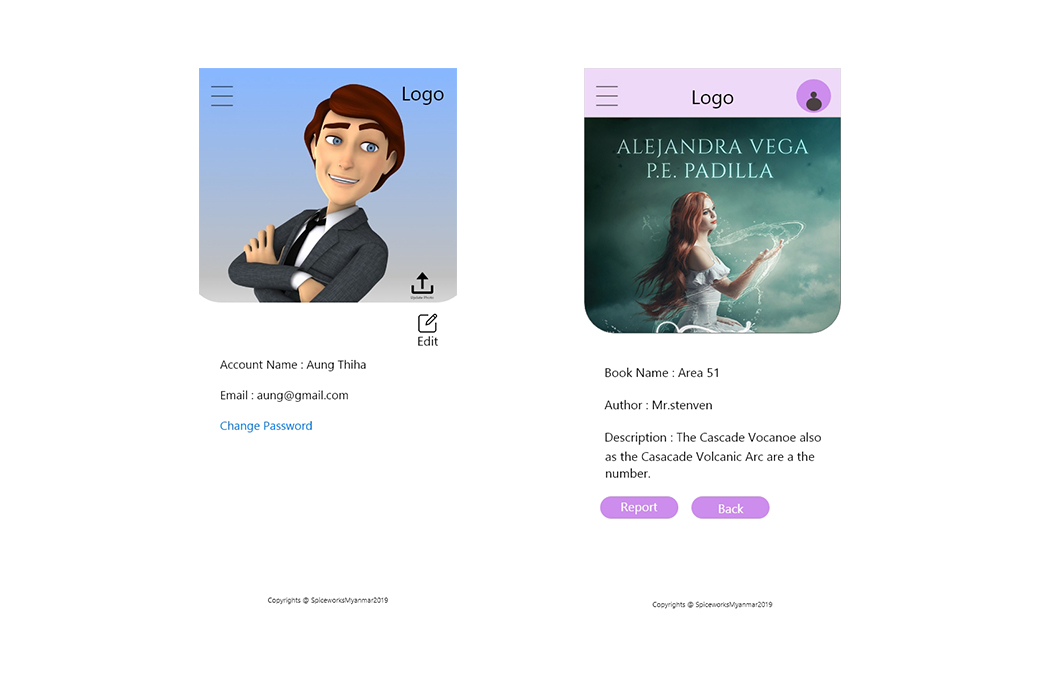 Logo
Update Photo
Edit
Account Name : Aung Thiha
Email : aung@gmail.com
Change Password
Copyrights @ SpiceworksMyanmar2019
Logo
ALEJANDRA VEGA
P.E. PADILLA
Book Name : Area 51
Author : Mr.stenven
Description : The Cascade Vocanoe also
as the Casacade Volcanic Arc are a the
number.
Report
Back
Copyrights @ SpiceworksMyanmar2019